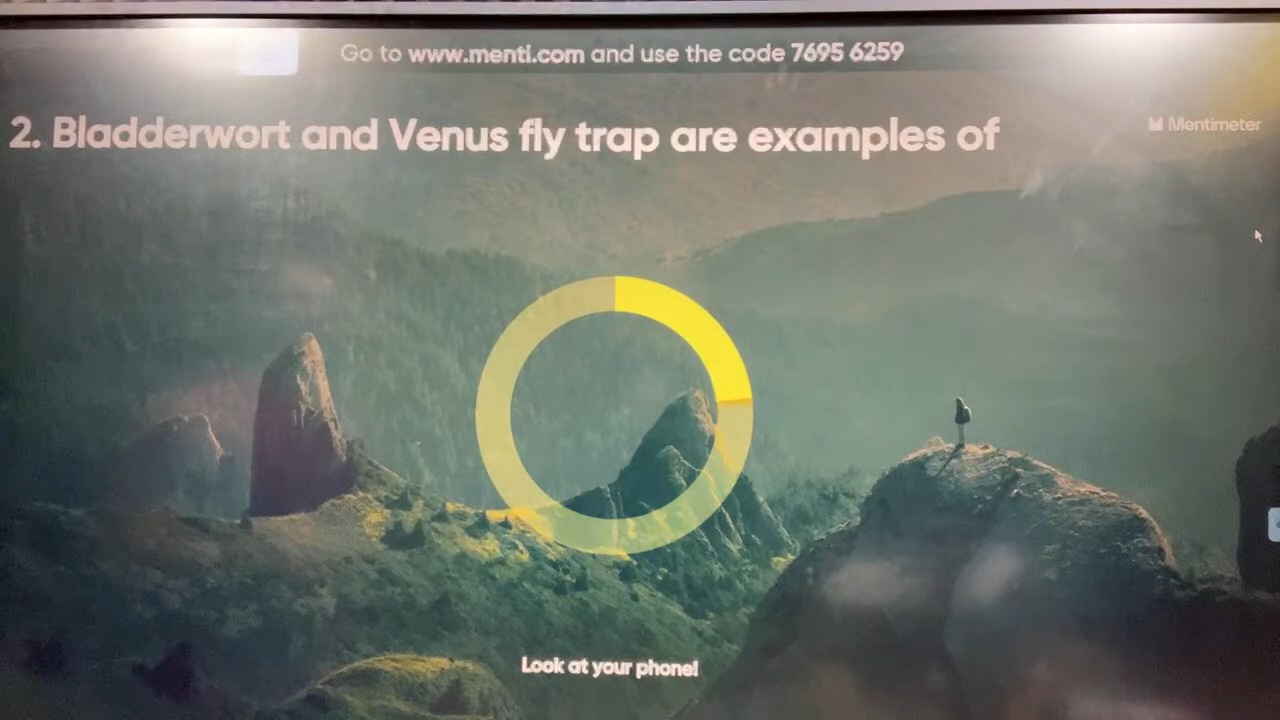 Go to www.menti.com and use the code 7695 6259
2. Bladderwort and Venus fly trap are examples of
Mentimeter
Look at your phone!